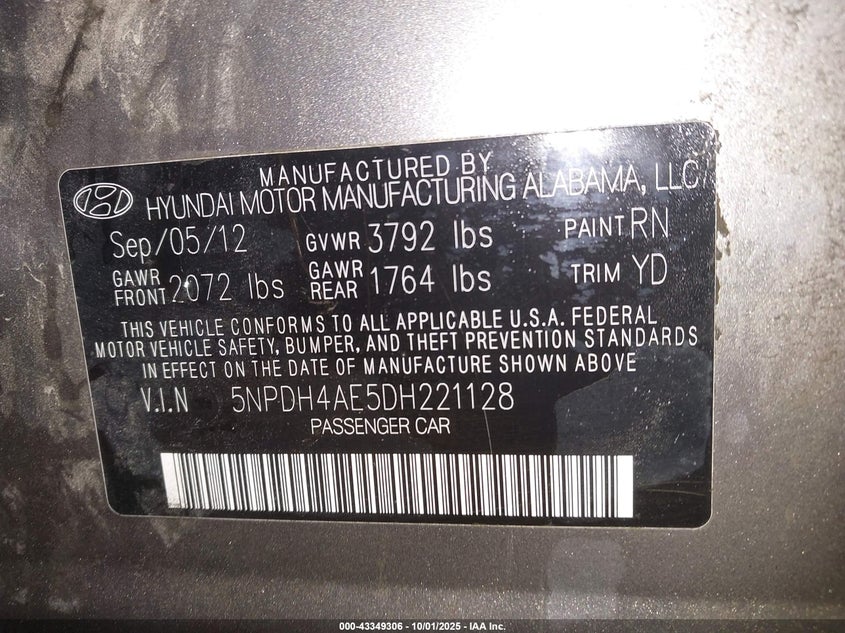 MANUFACTURED BY
HYUNDAI MOTOR MANUFACTURING ALABAMA, LLC
Sep/05/12 GVWR 3792 lbs PAINT RN
GAWR FRONT 2072 lbs GAWR REAR 1764 lbs TRIM YD
THIS VEHICLE CONFORMS TO ALL APPLICABLE U.S.A. FEDERAL
MOTOR VEHICLE SAFETY, BUMPER, AND THEFT PREVENTION STANDARDS
IN EFFECT ON THE DATE OF MANUFACTURE SHOWN ABOVE
V.I.N 5NPDH4AE5DH221128
PASSENGER CAR
000-43349306 - 10/01/2025 - IAA Inc.